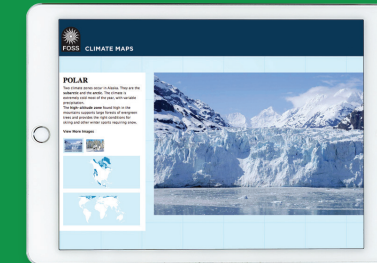 FOSS
CLIMATE MAPS
POLAR
Two climate zones occur in Alaska. They are the
subarctic and the arctic. The climate is
extremely cold most of the year, with variable
precipitation.
The high-altitude zone found high in the
mountains supports large forests of evergreen
trees and provides the right conditions for
skiing and other winter sports requiring snow.
View More Images